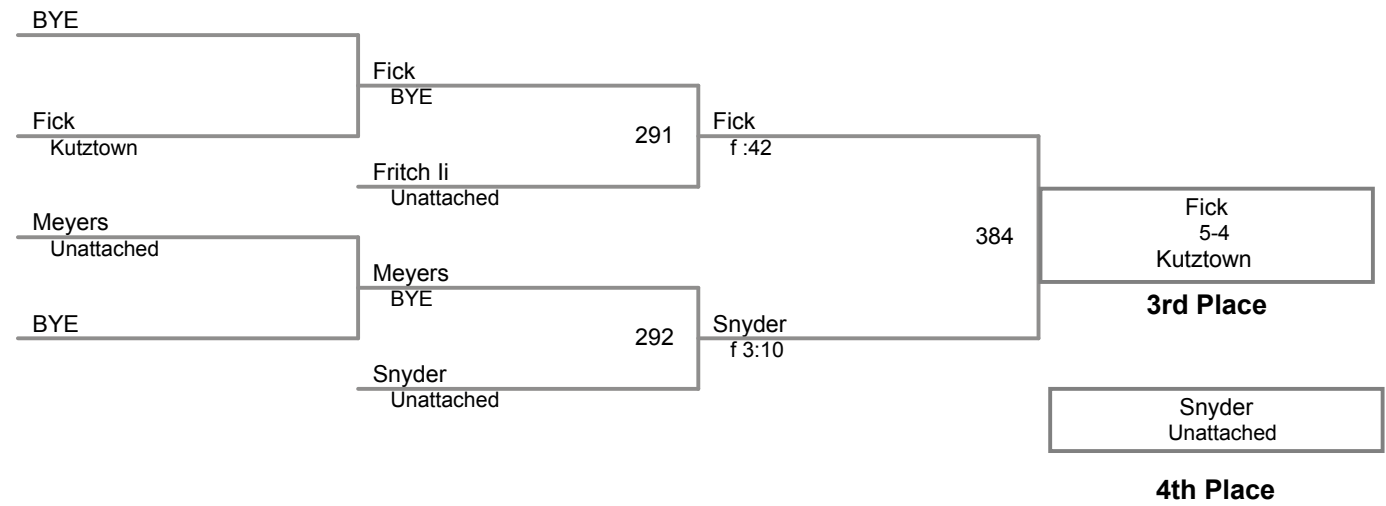 BYE
Fick
BYE
Fick
Kutztown
291
Fick
f :42
Fritch Ii
Unattached
Meyers
Unattached
384
Fick
5-4
Kutztown
3rd Place
Meyers
BYE
BYE
292
Snyder
f 3:10
Snyder
Unattached
Snyder
Unattached
4th Place